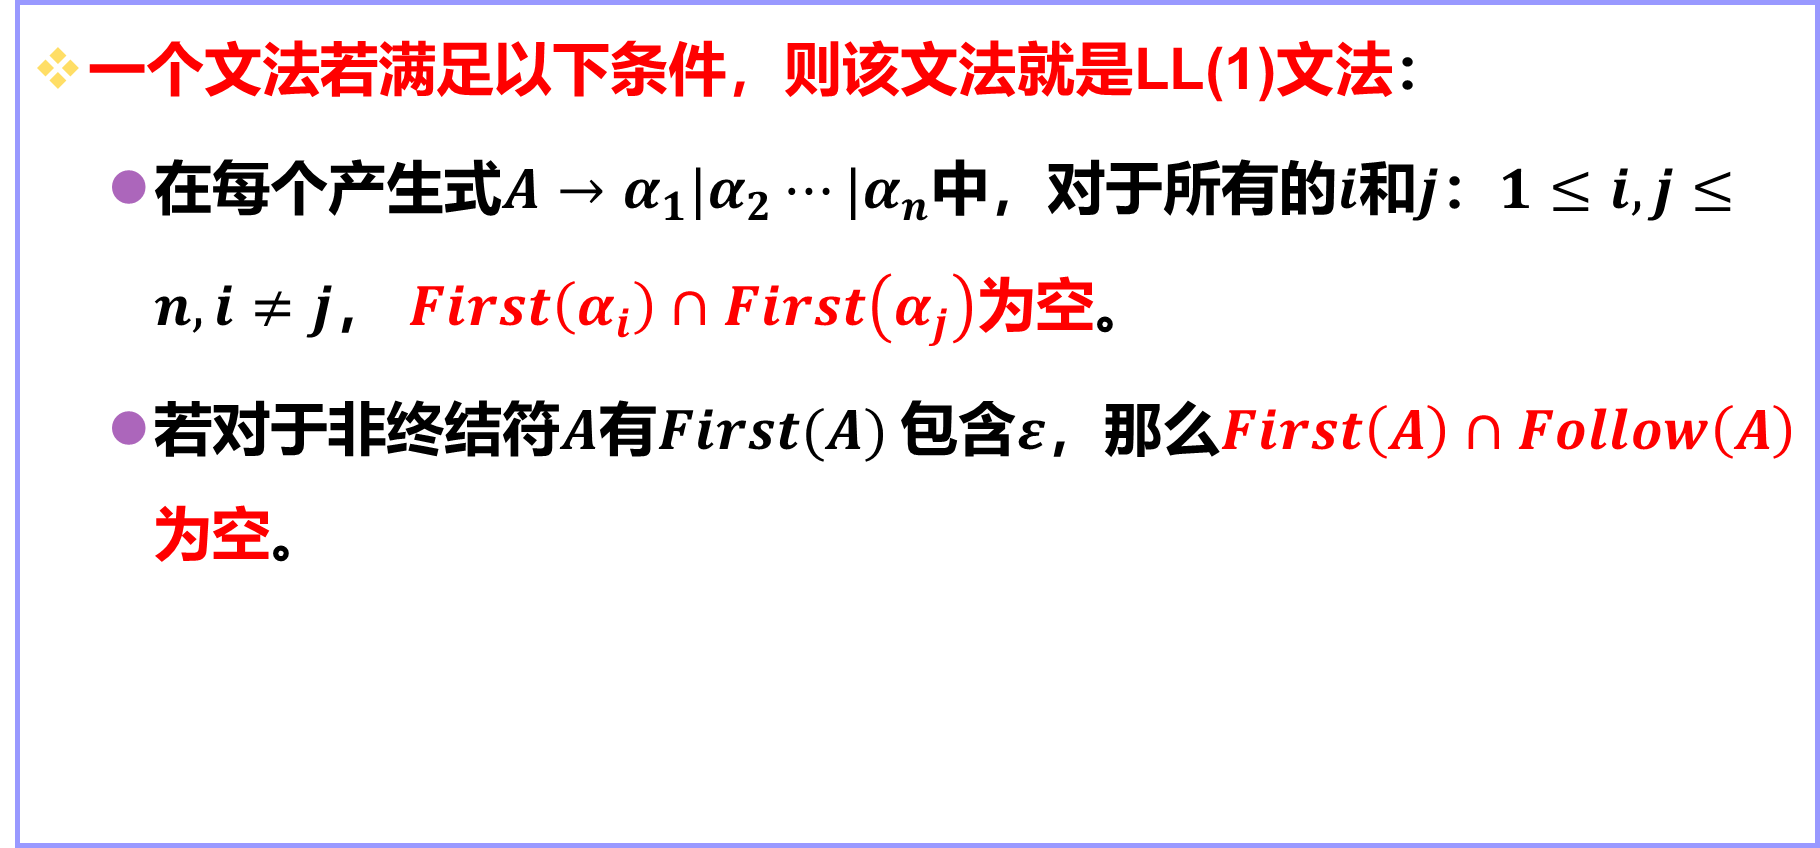 一个文法若满足以下条件，则该文法就是LL(1)文法：
在每个产生式A → α₁|α₂ ⋯ |αₙ中，对于所有的i和j：1 ≤ i, j ≤
n, i ≠ j， First(αᵢ) ∩ First(αⱼ)为空。
若对于非终结符A有First(A) 包含ε，那么First(A) ∩ Follow(A)
为空。